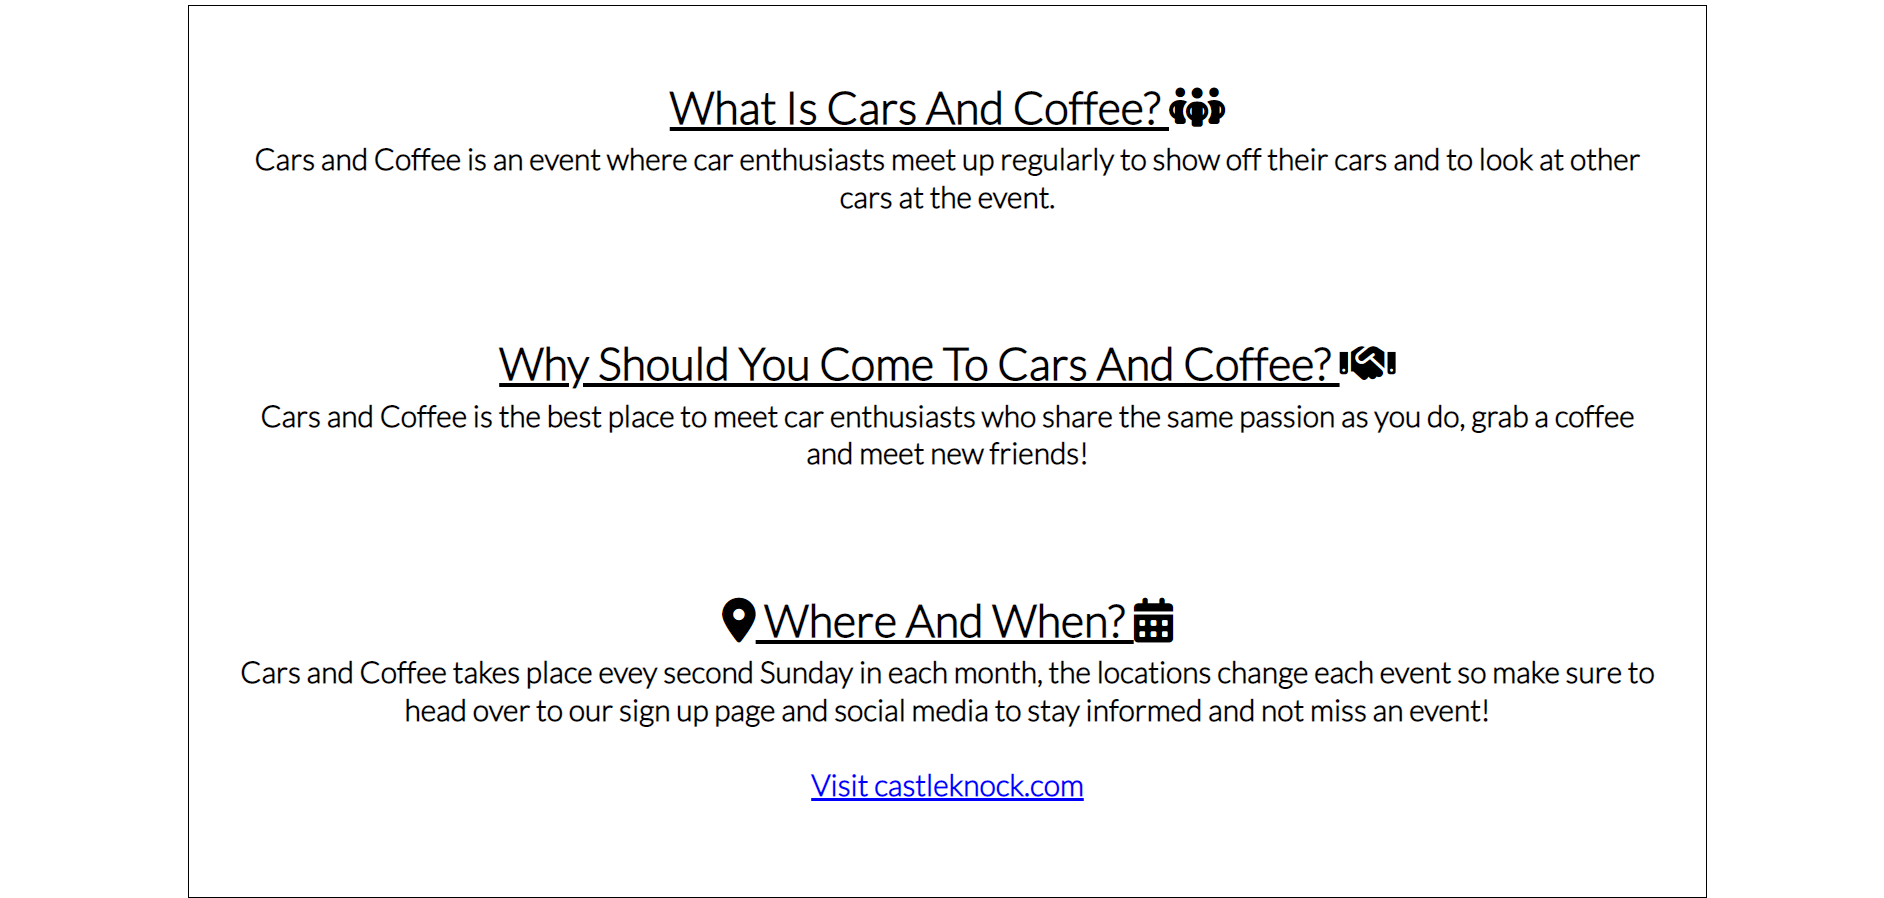 What Is Cars And Coffee?
Cars and Coffee is an event where car enthusiasts meet up regularly to show off their cars and to look at other
cars at the event.
Why Should You Come To Cars And Coffee?
Cars and Coffee is the best place to meet car enthusiasts who share the same passion as you do, grab a coffee
and meet new friends!
Where And When?
Cars and Coffee takes place evey second Sunday in each month, the locations change each event so make sure to
head over to our sign up page and social media to stay informed and not miss an event!
Visit castleknock.com